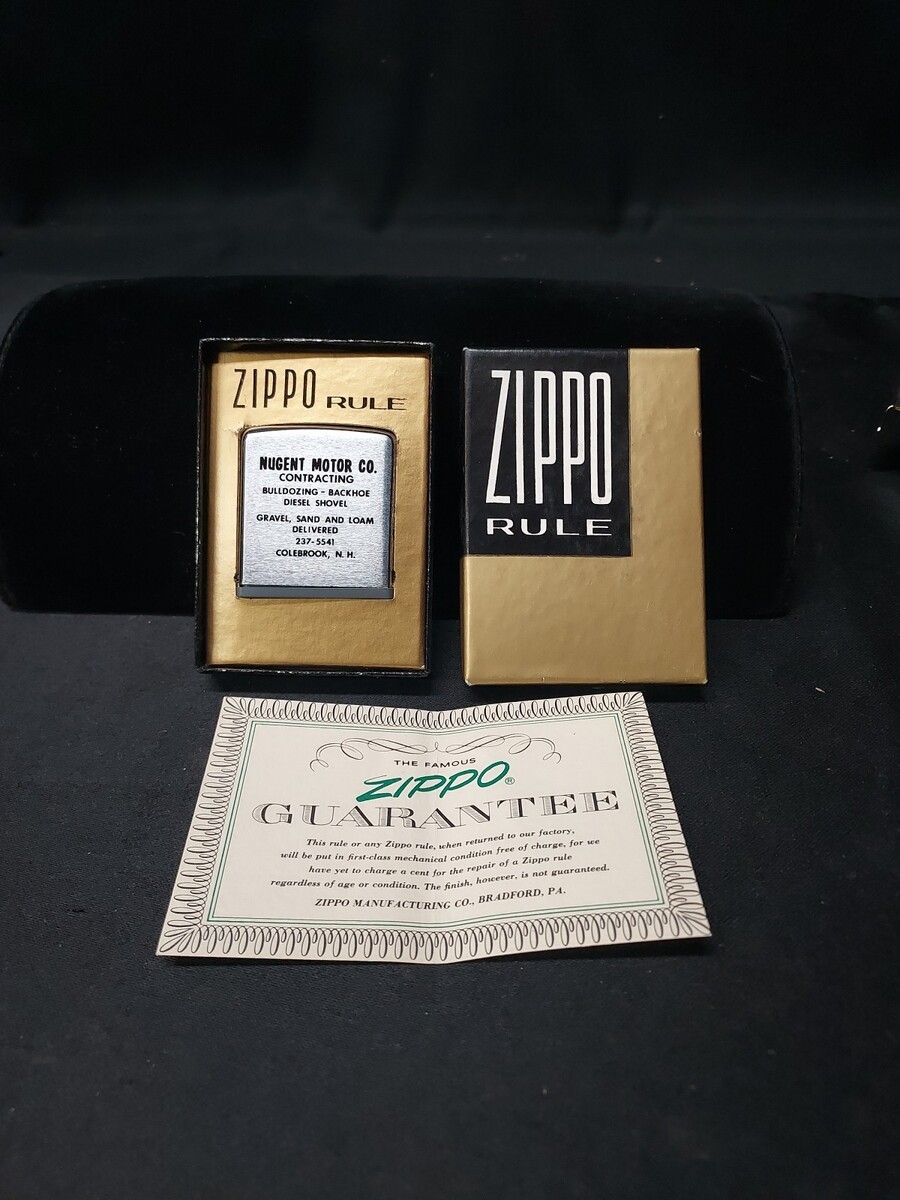 ZIPPO RULE
NUGENT MOTOR CO.
CONTRACTING
BULLDOZING - BACKHOE
DIESEL SHOVEL
GRAVEL, SAND AND LOAM
DELIVERED
237-5541
COLEBROOK, N. H.
ZIPPO
RULE
THE FAMOUS
ZIPPO®
GUARANTEE
This rule or any Zippo rule, when returned to our factory,
will be put in first-class mechanical condition free of charge, for we
have yet to charge a cent for the repair of a Zippo rule
regardless of age or condition. The finish, however, is not guaranteed.
ZIPPO MANUFACTURING CO., BRADFORD, PA.